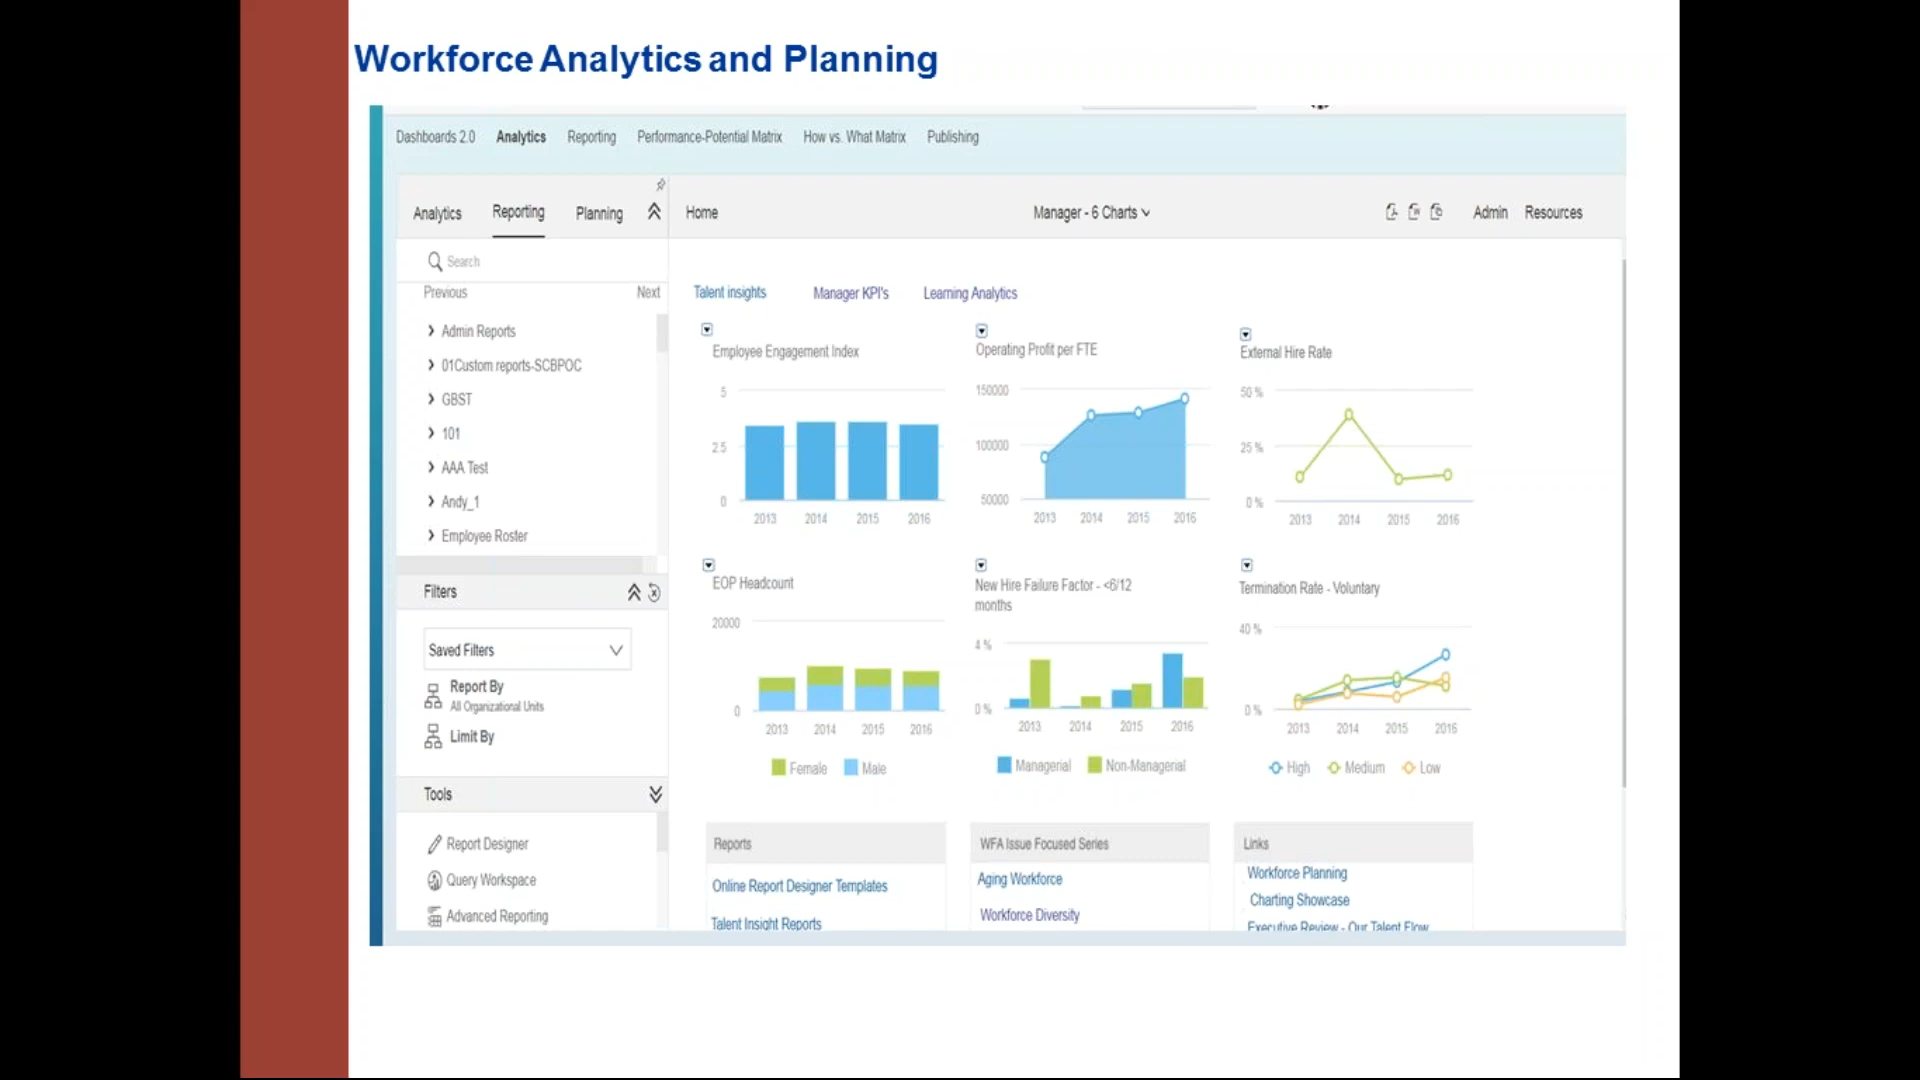 Workforce Analytics and Planning
Dashboards 2.0 Analytics Reporting Performance-Potential Matrix How vs. What Matrix Publishing
Analytics Reporting Planning
Home Manager - 6 Charts Admin Resources
Search
Previous Next
Admin Reports
01Custom reports-SCBPOC
GBST
101
AAA Test
Andy_1
Employee Roster
Filters
Saved Filters
Report By
All Organizational Units
Limit By
Tools
Report Designer
Query Workspace
Advanced Reporting
Talent insights Manager KPI's Learning Analytics
Employee Engagement Index
5
2.5
0
2013 2014 2015 2016
Operating Profit per FTE
150000
100000
50000
2013 2014 2015 2016
External Hire Rate
50 %
25 %
0 %
2013 2014 2015 2016
EOP Headcount
20000
0
2013 2014 2015 2016
Female Male
New Hire Failure Factor - <6/12
months
4 %
0 %
2013 2014 2015 2016
Managerial Non-Managerial
Termination Rate - Voluntary
40 %
0 %
2013 2014 2015 2016
High Medium Low
Reports
Online Report Designer Templates
Talent Insight Reports
WFA Issue Focused Series
Aging Workforce
Workforce Diversity
Links
Workforce Planning
Charting Showcase
Executive Review - Our Talent Flow